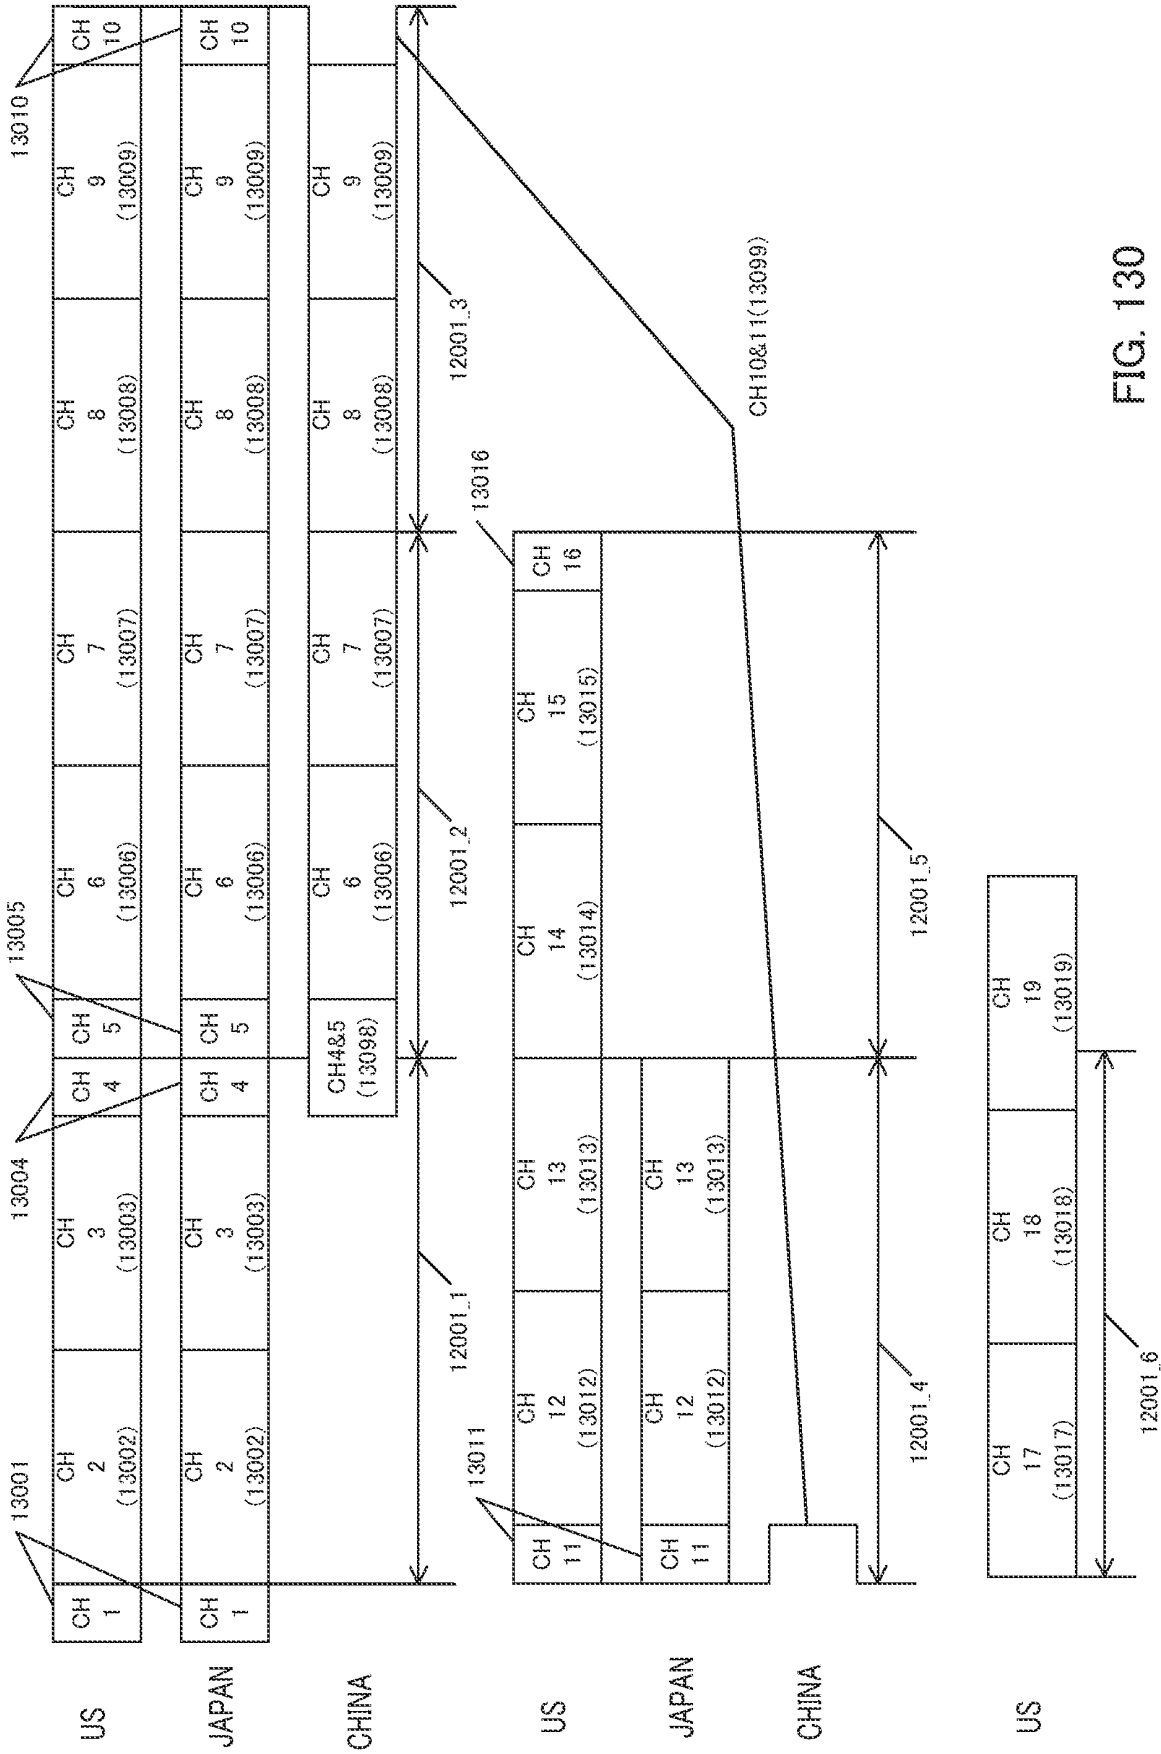 13001
13004
13005
13010
US
CH 1
CH 2 (13002)
CH 3 (13003)
CH 4
CH 5
CH 6 (13006)
CH 7 (13007)
CH 8 (13008)
CH 9 (13009)
CH 10
JAPAN
CH 1
CH 2 (13002)
CH 3 (13003)
CH 4
CH 5
CH 6 (13006)
CH 7 (13007)
CH 8 (13008)
CH 9 (13009)
CH 10
CHINA
CH4&5 (13098)
CH 6 (13006)
CH 7 (13007)
CH 8 (13008)
CH 9 (13009)
12001_1
12001_2
12001_3
13011
13016
US
CH 11
CH 12 (13012)
CH 13 (13013)
CH 14 (13014)
CH 15 (13015)
CH 16
JAPAN
CH 11
CH 12 (13012)
CH 13 (13013)
CH10&11(13099)
CHINA
12001_4
12001_5
US
CH 17 (13017)
CH 18 (13018)
CH 19 (13019)
12001_6
FIG. 130